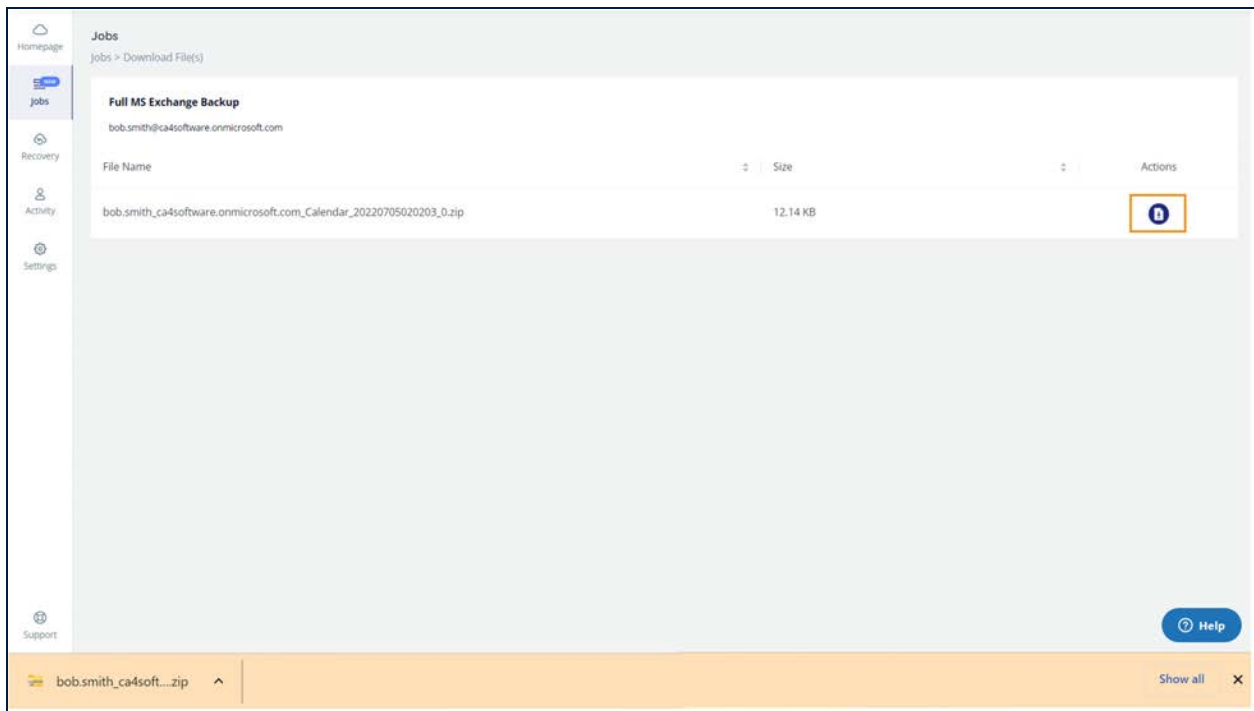 Homepage
NEW
Jobs
Recovery
Activity
Settings
Support
Jobs
Jobs > Download File(s)
Full MS Exchange Backup
bob.smith@ca4software.onmicrosoft.com
File Name Size Actions
bob.smith_ca4software.onmicrosoft.com_Calendar_20220705020203_0.zip 12.14 KB
Help
bob.smith_ca4soft....zip Show all